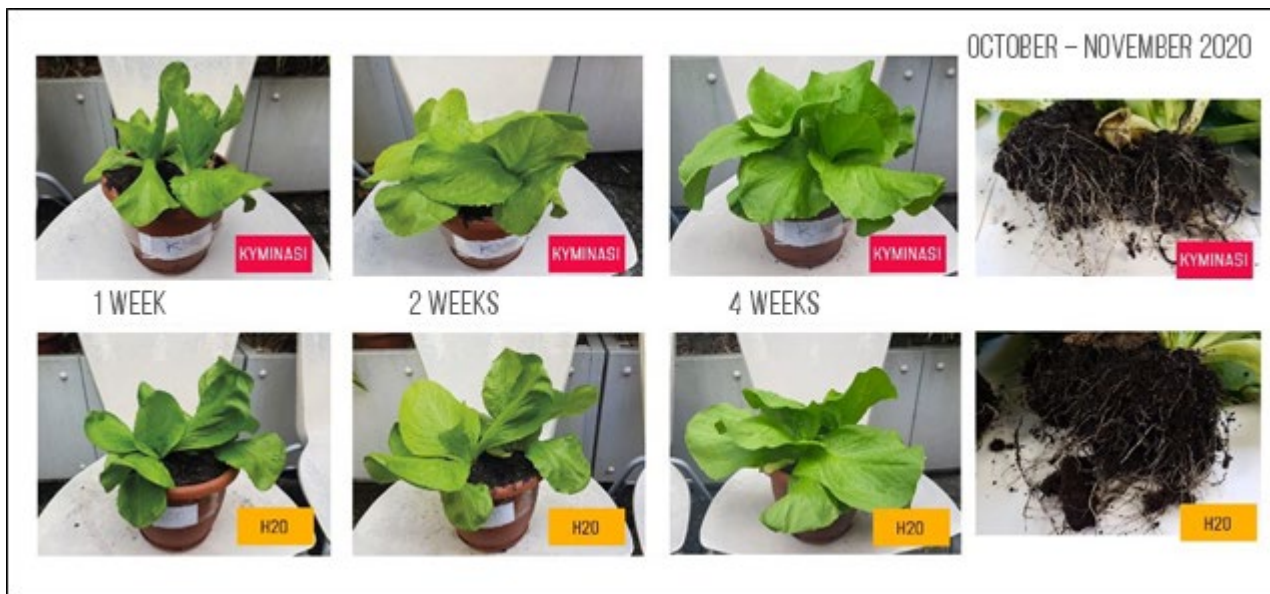 OCTOBER – NOVEMBER 2020
KYMINASI
KYMINASI
KYMINASI
KYMINASI
1 WEEK
2 WEEKS
4 WEEKS
H20
H20
H20
H20